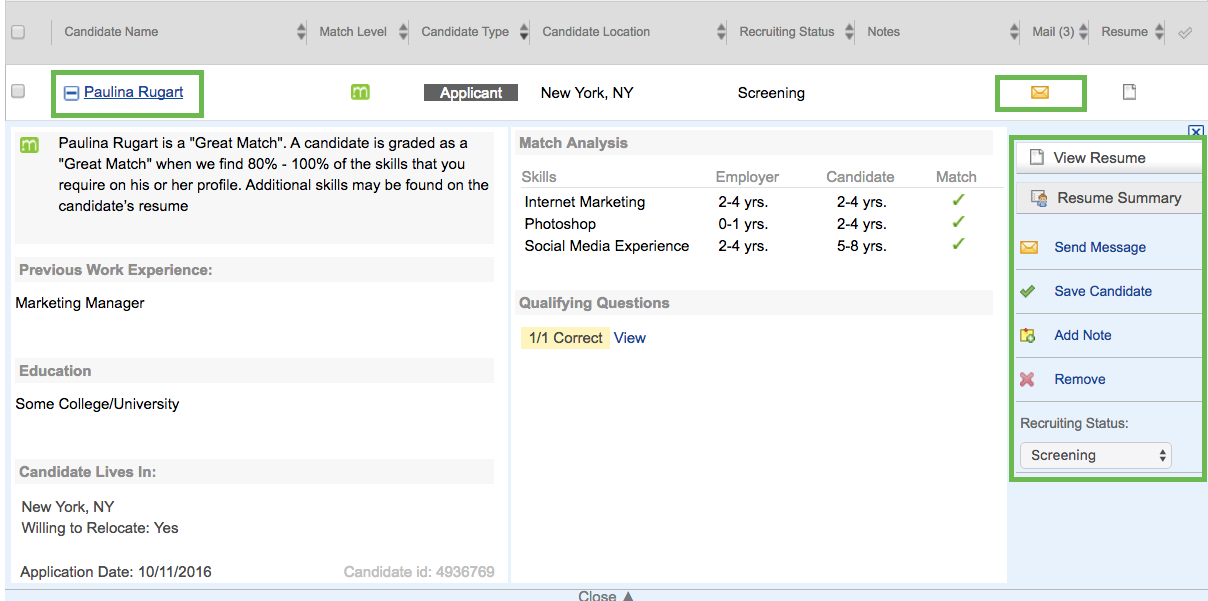 Candidate Name Match Level Candidate Type Candidate Location Recruiting Status Notes Mail (3) Resume
Paulina Rugart m Applicant New York, NY Screening
m Paulina Rugart is a "Great Match". A candidate is graded as a
"Great Match" when we find 80% - 100% of the skills that you
require on his or her profile. Additional skills may be found on the
candidate’s resume
Previous Work Experience:
Marketing Manager
Education
Some College/University
Candidate Lives In:
New York, NY
Willing to Relocate: Yes
Application Date: 10/11/2016 Candidate id: 4936769
Match Analysis
Skills Employer Candidate Match
Internet Marketing 2-4 yrs. 2-4 yrs. ✓
Photoshop 0-1 yrs. 2-4 yrs. ✓
Social Media Experience 2-4 yrs. 5-8 yrs. ✓
Qualifying Questions
1/1 Correct View
View Resume
Resume Summary
Send Message
Save Candidate
Add Note
Remove
Recruiting Status:
Screening
Close ▲